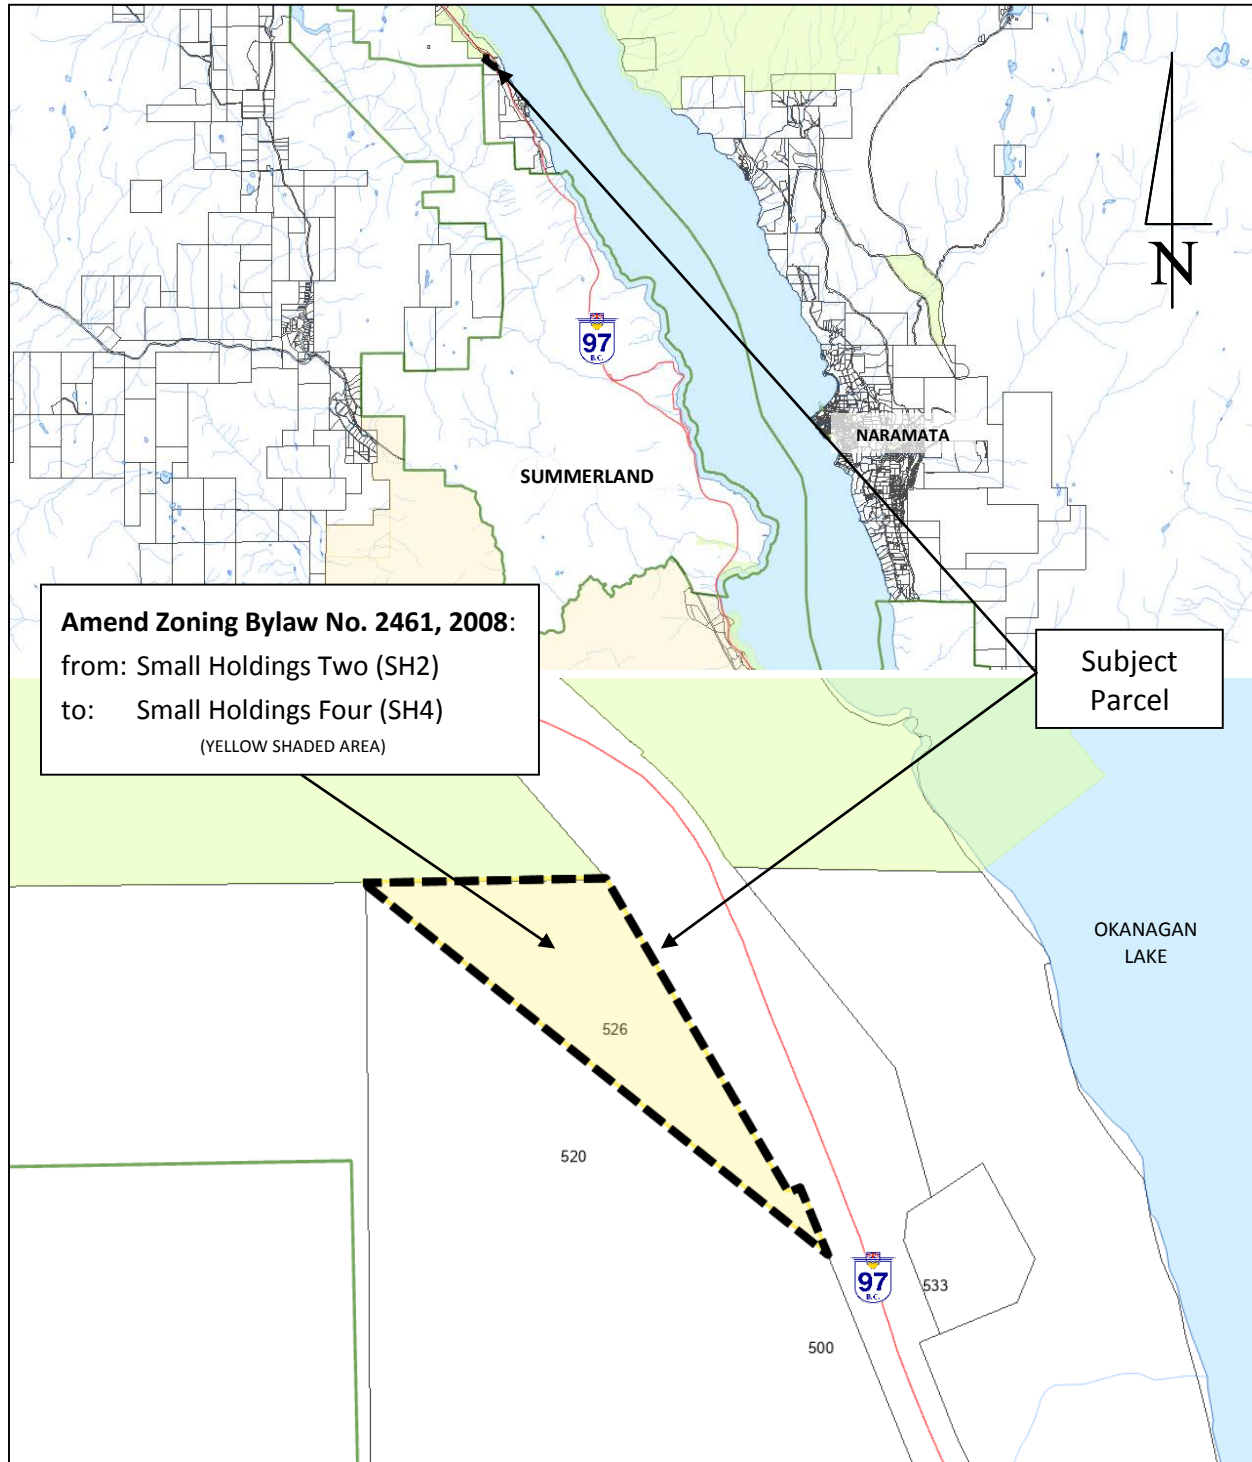 N
97
B.C.
NARAMATA
SUMMERLAND
Amend Zoning Bylaw No. 2461, 2008:
from: Small Holdings Two (SH2)
to: Small Holdings Four (SH4)
(YELLOW SHADED AREA)
Subject
Parcel
OKANAGAN
LAKE
526
520
97
B.C.
533
500